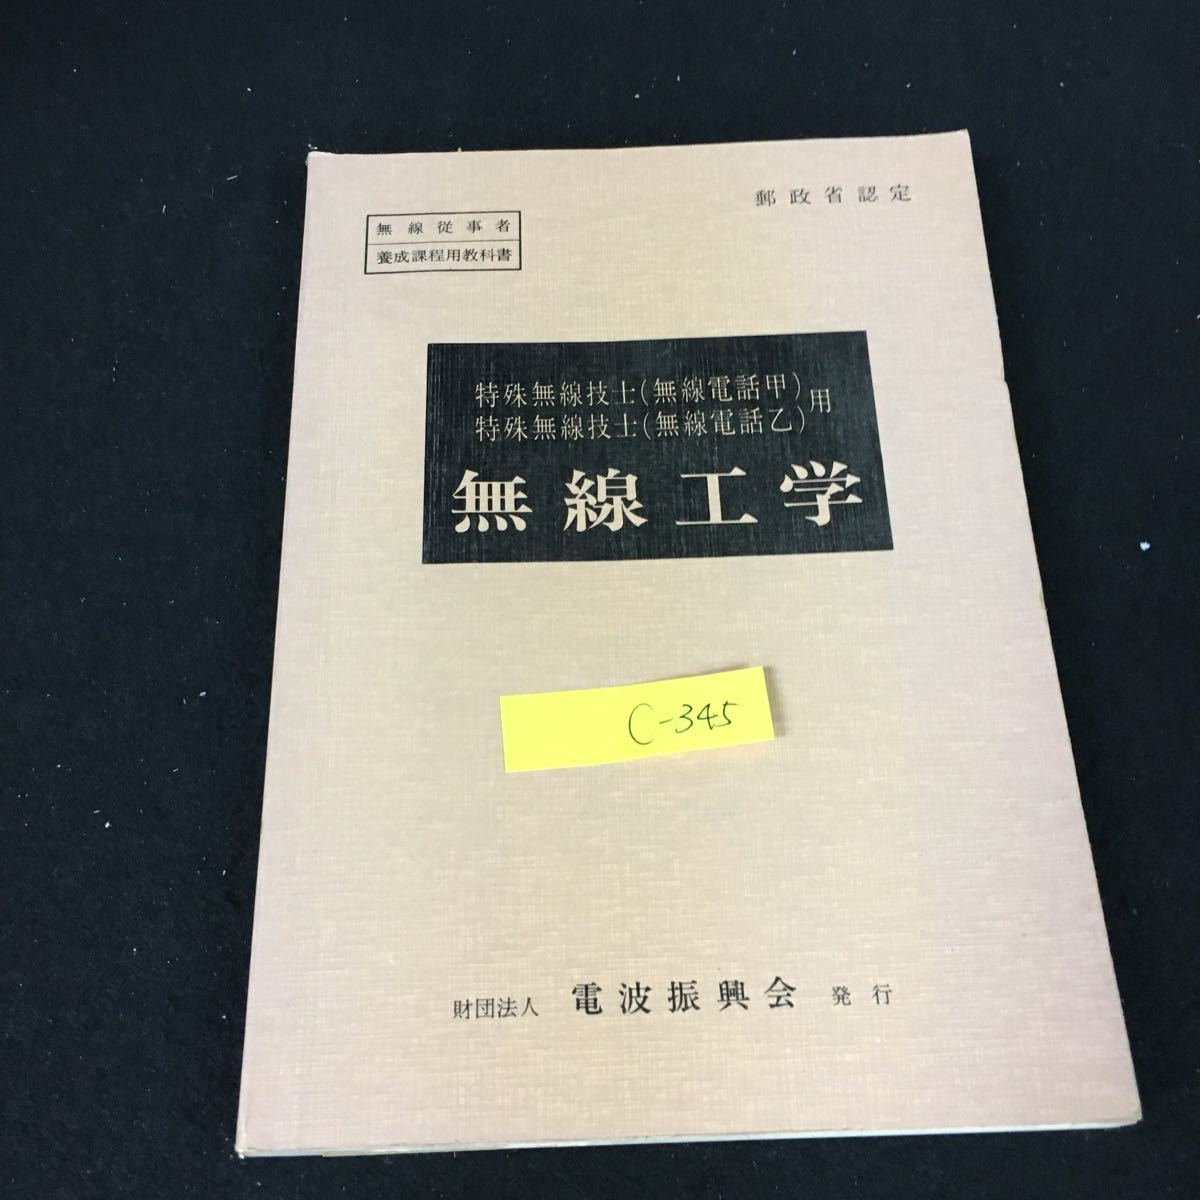 郵政省認定
無線従事者
養成課程用教科書
特殊無線技士(無線電話甲)用
特殊無線技士(無線電話乙)
無線工学
C-345
財団法人 電波振興会 発行